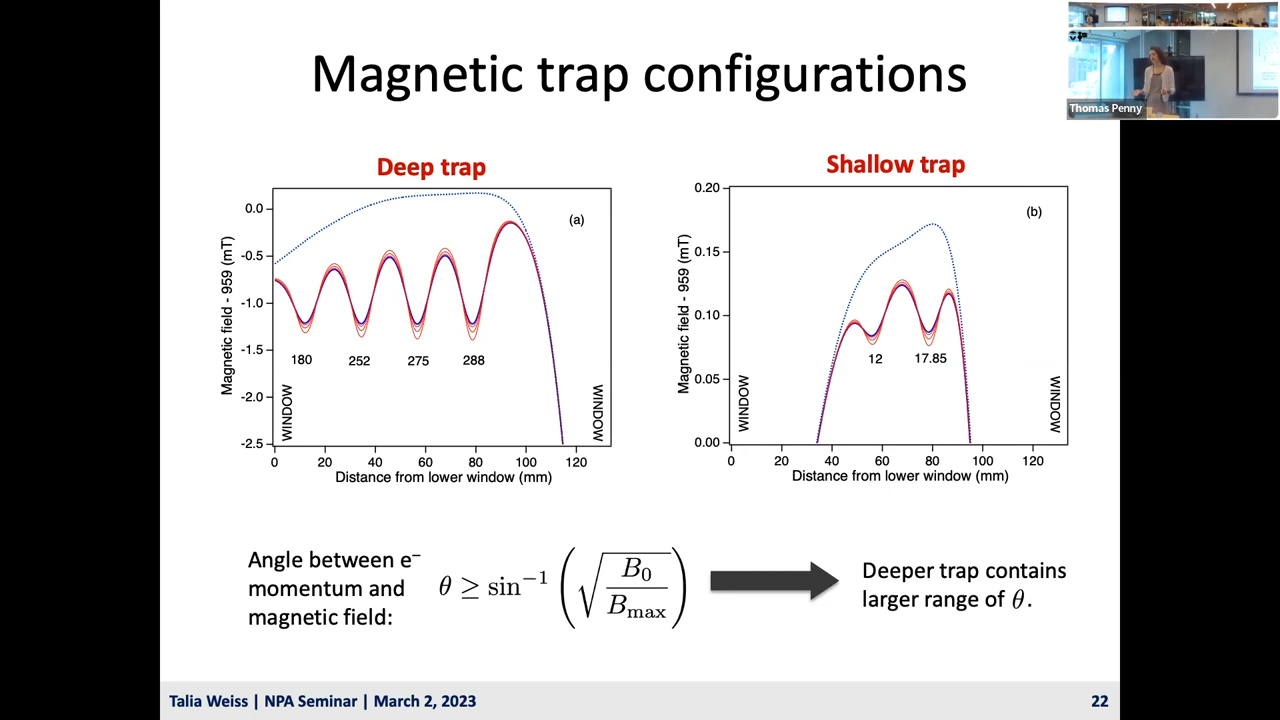 Magnetic trap configurations
Thomas Penny
Deep trap
Magnetic field - 959 (mT)
0.0
-0.5
-1.0
-1.5
-2.0
-2.5
(a)
180 252 275 288
WINDOW WINDOW
0 20 40 60 80 100 120
Distance from lower window (mm)
Shallow trap
Magnetic field - 959 (mT)
0.20
0.15
0.10
0.05
0.00
(b)
12 17.85
WINDOW WINDOW
0 20 40 60 80 100 120
Distance from lower window (mm)
Angle between e⁻
momentum and
magnetic field:
θ ≥ sin⁻¹ (√(B₀/Bmax))
Deeper trap contains
larger range of θ.
Talia Weiss | NPA Seminar | March 2, 2023 22